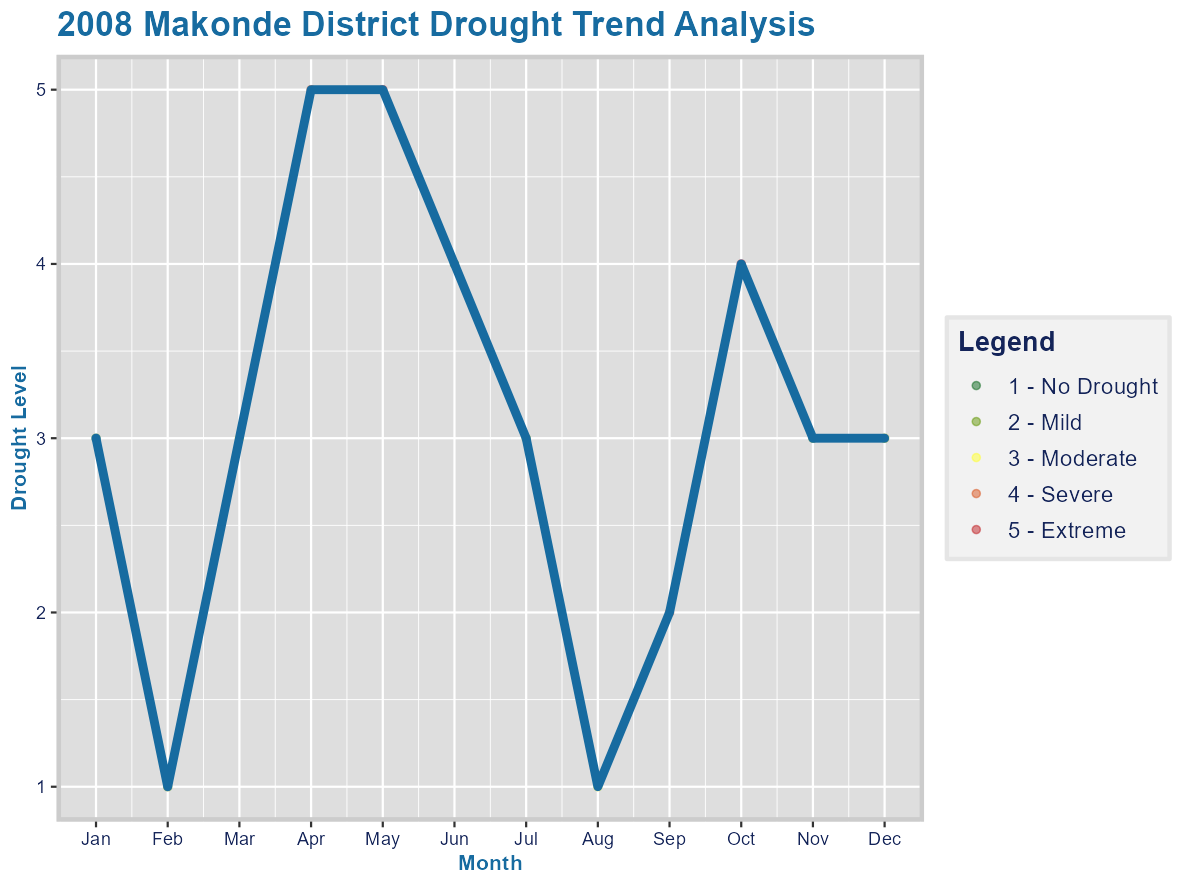 2008 Makonde District Drought Trend Analysis
5
4
3
2
1
Drought Level
Jan Feb Mar Apr May Jun Jul Aug Sep Oct Nov Dec
Month
Legend
1 - No Drought
2 - Mild
3 - Moderate
4 - Severe
5 - Extreme